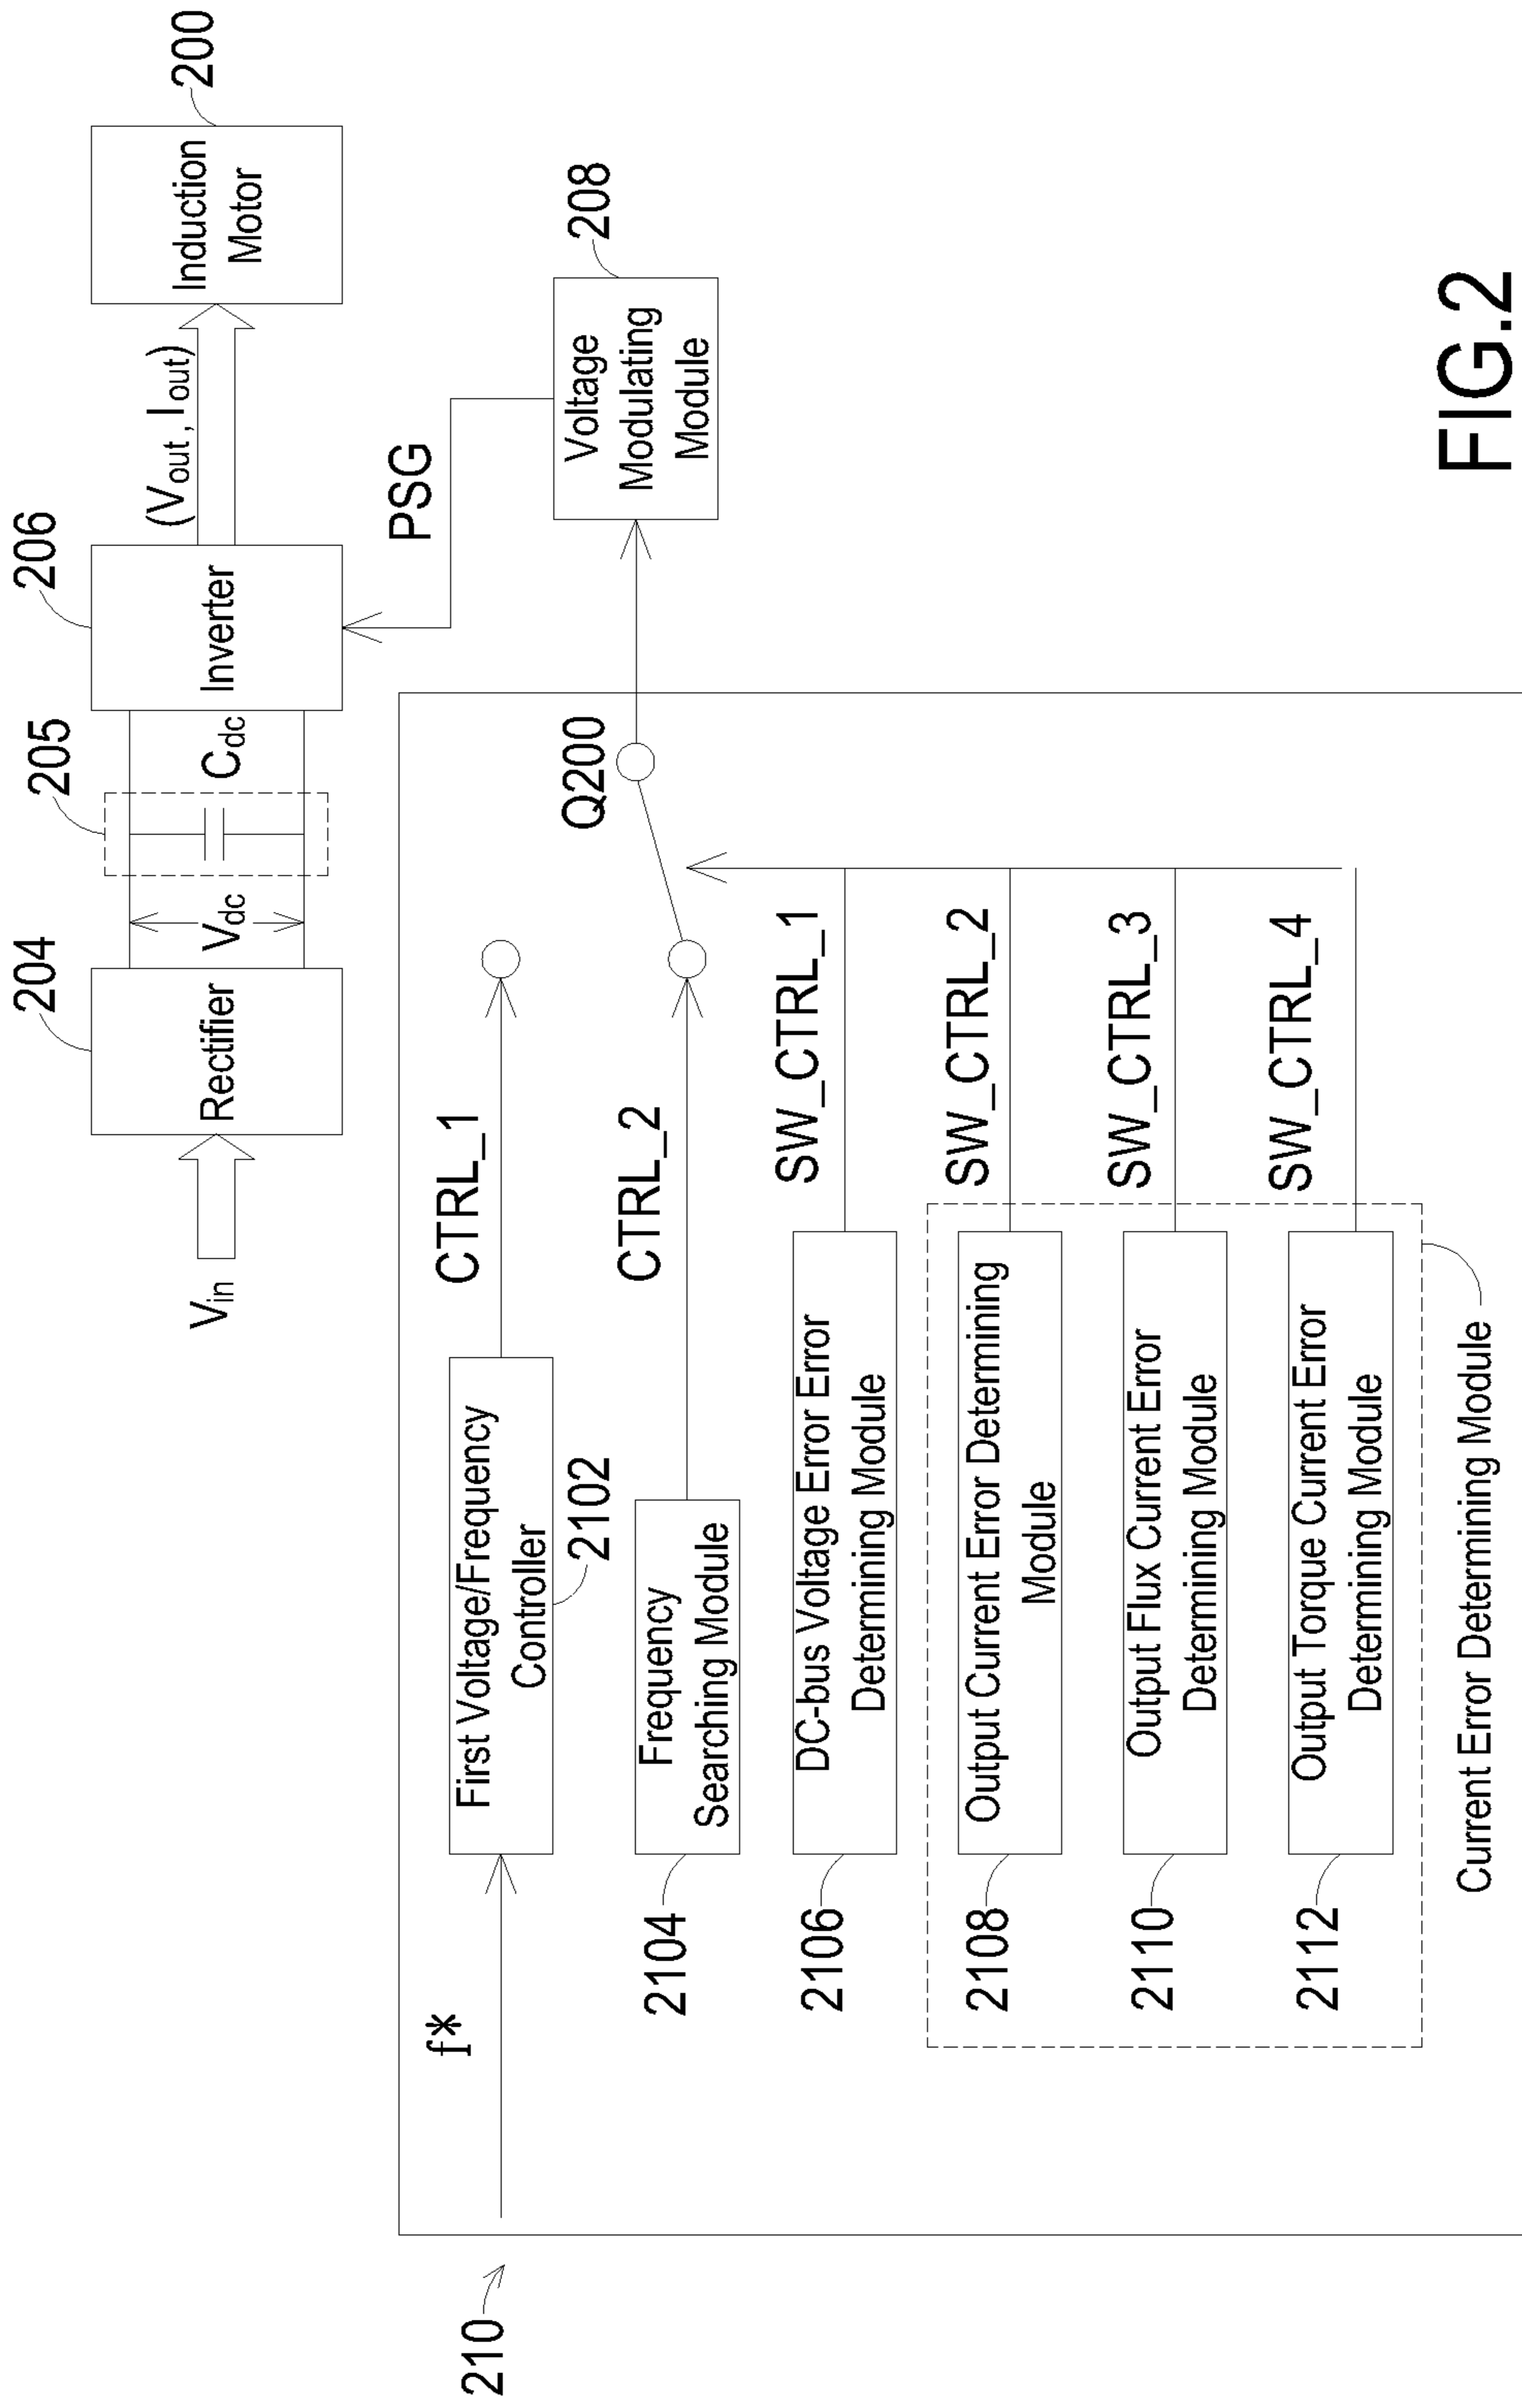 204
205
206
200
Vin
Rectifier
Vdc
Cdc
Inverter
(Vout, Iout)
Induction
Motor
PSG
208
Voltage
Modulating
Module
210
f*
First Voltage/Frequency
Controller
2102
CTRL_1
Q200
2104
Frequency
Searching Module
CTRL_2
2106
DC-bus Voltage Error Error
Determining Module
SW_CTRL_1
2108
Output Current Error Determining
Module
SW_CTRL_2
2110
Output Flux Current Error
Determining Module
SW_CTRL_3
2112
Output Torque Current Error
Determining Module
SW_CTRL_4
Current Error Determining Module
FIG.2